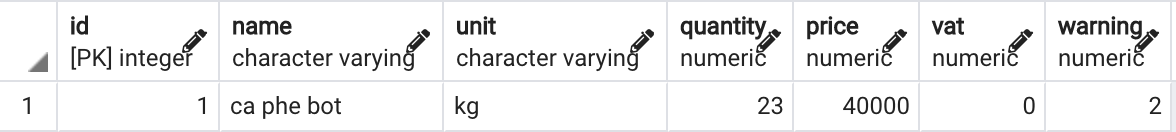 id name unit quantity price vat warning
[PK] integer character varying character varying numeric numeric numeric numeric
1 1 ca phe bot kg 23 40000 0 2